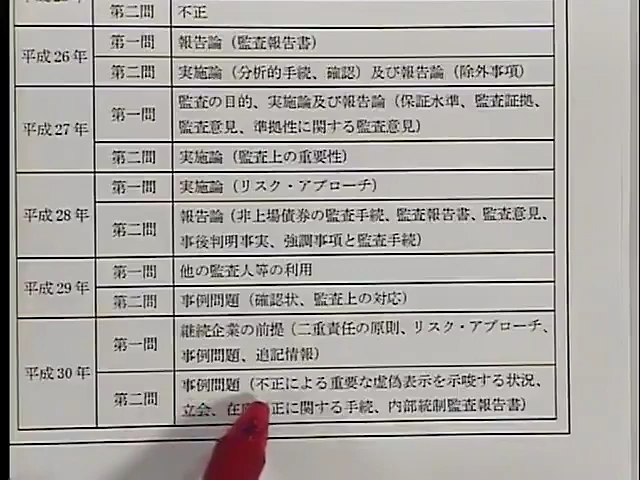 第二問 不正
平成26年 第一問 報告論（監査報告書）
第二問 実施論（分析的手続、確認）及び報告論（除外事項）
平成27年 第一問 監査の目的、実施論及び報告論（保証水準、監査証拠、
監査意見、準拠性に関する監査意見）
第二問 実施論（監査上の重要性）
平成28年 第一問 実施論（リスク・アプローチ）
第二問 報告論（非上場債券の監査手続、監査報告書、監査意見、
事後判明事実、強調事項と監査手続）
平成29年 第一問 他の監査人等の利用
第二問 事例問題（確認状、監査上の対応）
平成30年 第一問 継続企業の前提（二重責任の原則、リスク・アプローチ、
事例問題、追記情報）
第二問 事例問題（不正による重要な虚偽表示を示唆する状況、
立会、在 正に関する手続、内部統制監査報告書）